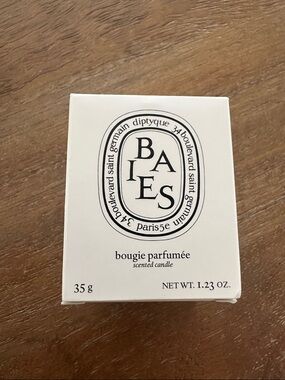 diptyque 34 boulevard saint germain paris5e 34 boulevard saint germain
BA
IES
bougie parfumée
scented candle
35 g NET WT. 1.23 OZ.